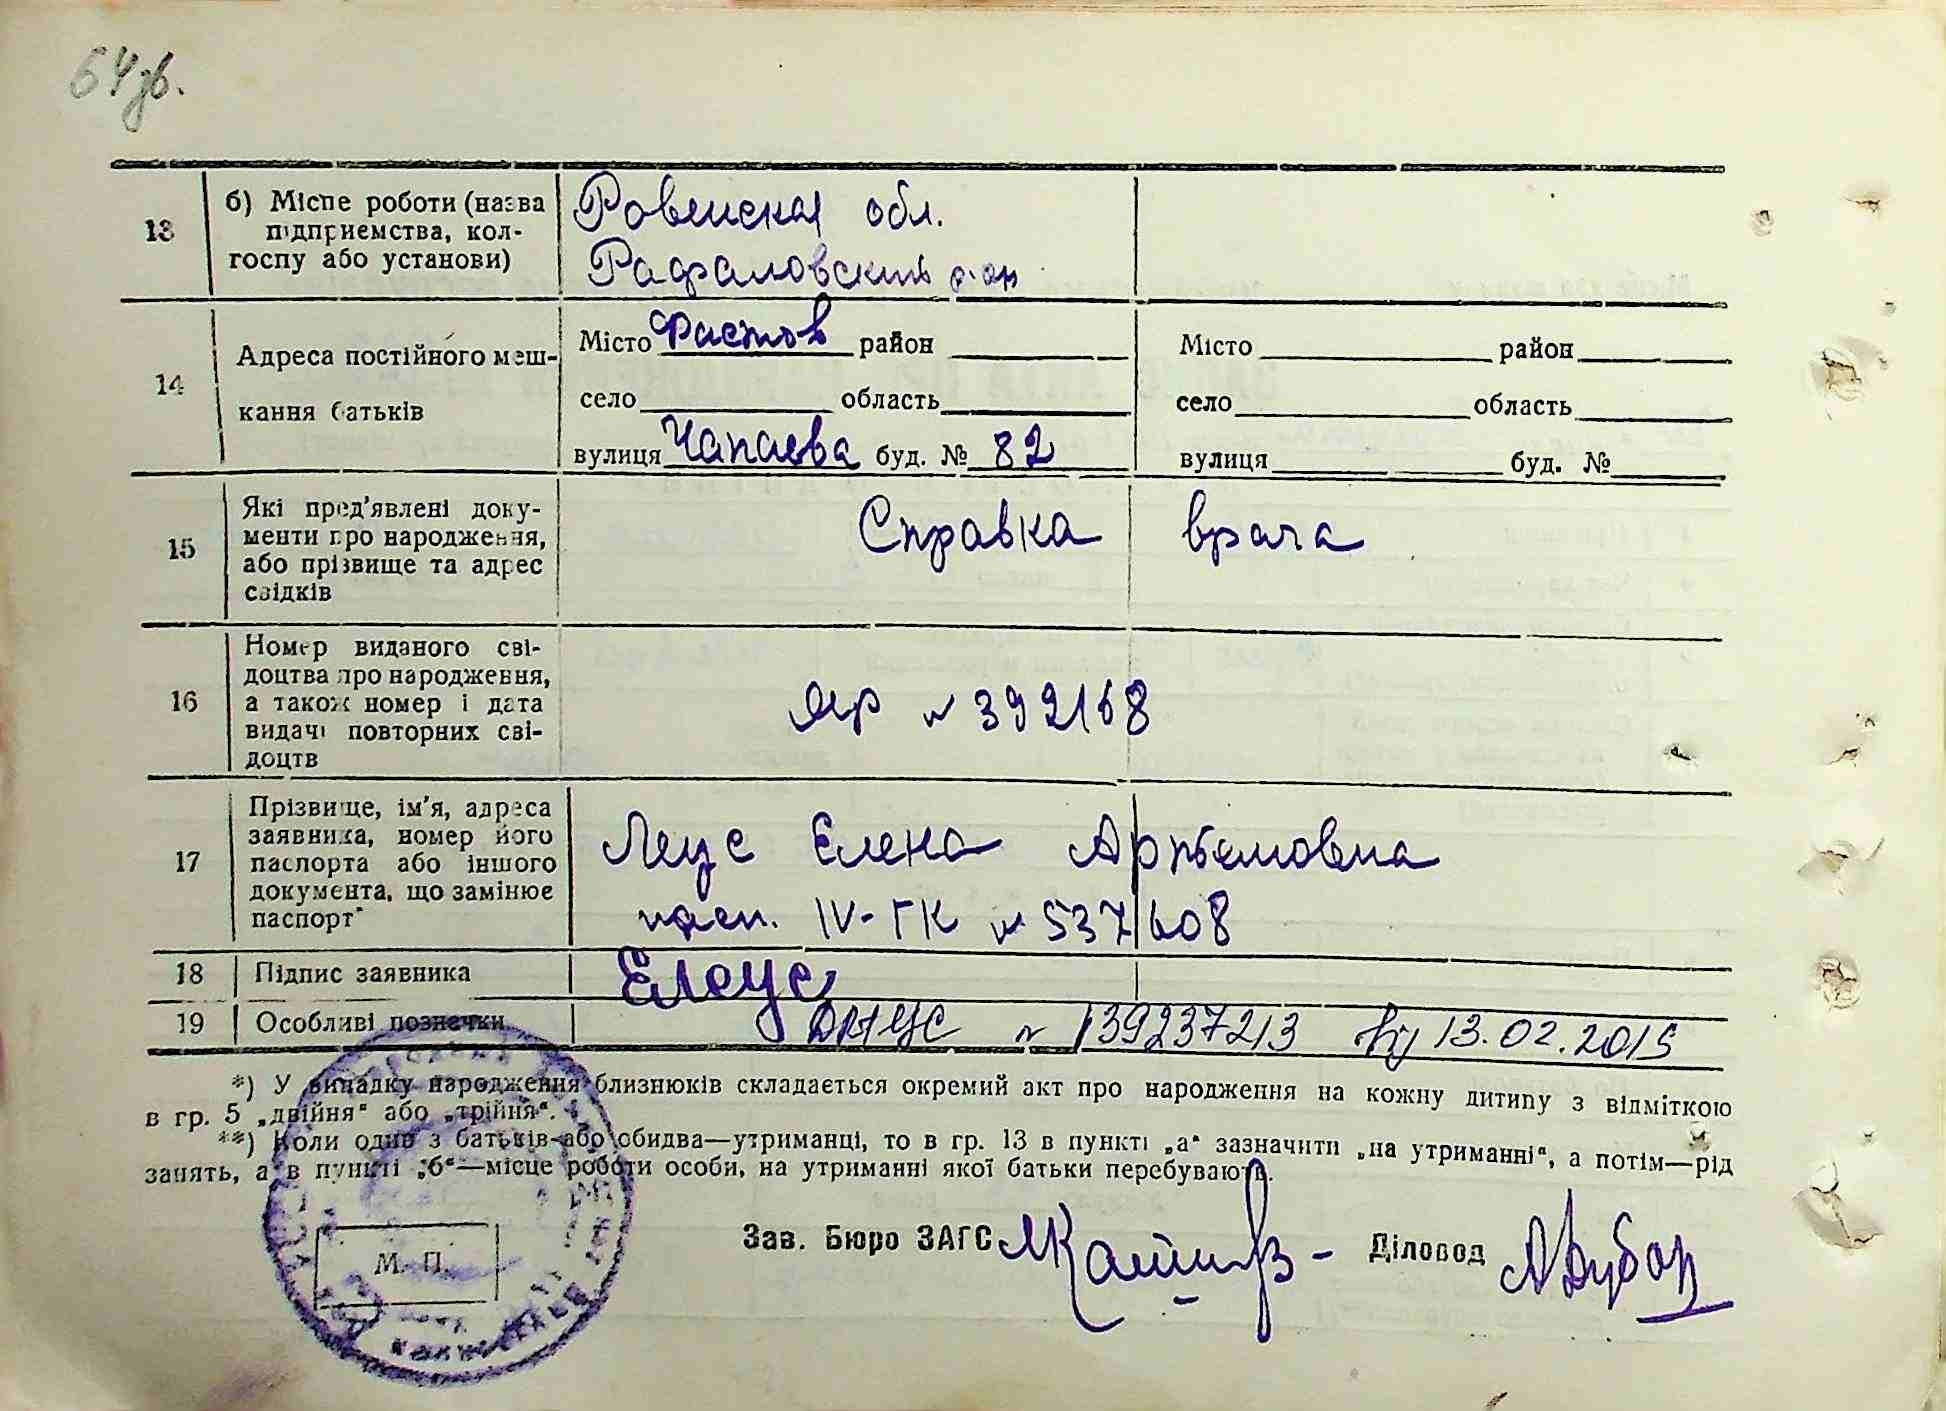 64 зв.
13 б) Місце роботи (назва підприємства, кол-
госпу або установи)
Ровенская обл.
Рафаловский р-он
14 Адреса постійного меш-
кання батьків
Місто Фастов район
село область
вулиця Чапаева буд. № 82
Місто район
село область
вулиця буд. №
15 Які пред'явлені доку-
менти про народження,
або прізвище та адрес
свідків
Справка врача
16 Номер виданого сві-
доцтва про народження,
а також номер і дата
видачі повторних сві-
доцтв
№ 392168
17 Прізвище, ім'я, адреса
заявника, номер його
паспорта або іншого
документа, що замінює
паспорт
Леус Елена Артёмовна
пасп. IV-ГК № 537608
18 Підпис заявника
ЕЛеус
19 Особливі позначки
ДРАЦС № 139237213 від 13.02.2015
*) У випадку народження близнюків складається окремий акт про народження на кожну дитину з відміткою
в гр. 5 „двійня“ або „трійня“.
**) Коли один з батьків або обидва—утриманці, то в гр. 13 в пункті „а“ зазначити „на утриманні“, а потім—рід
занять, а в пункті „б“—місце роботи особи, на утриманні якої батьки перебувають.
М. П.
Зав. Бюро ЗАГС
Діловод